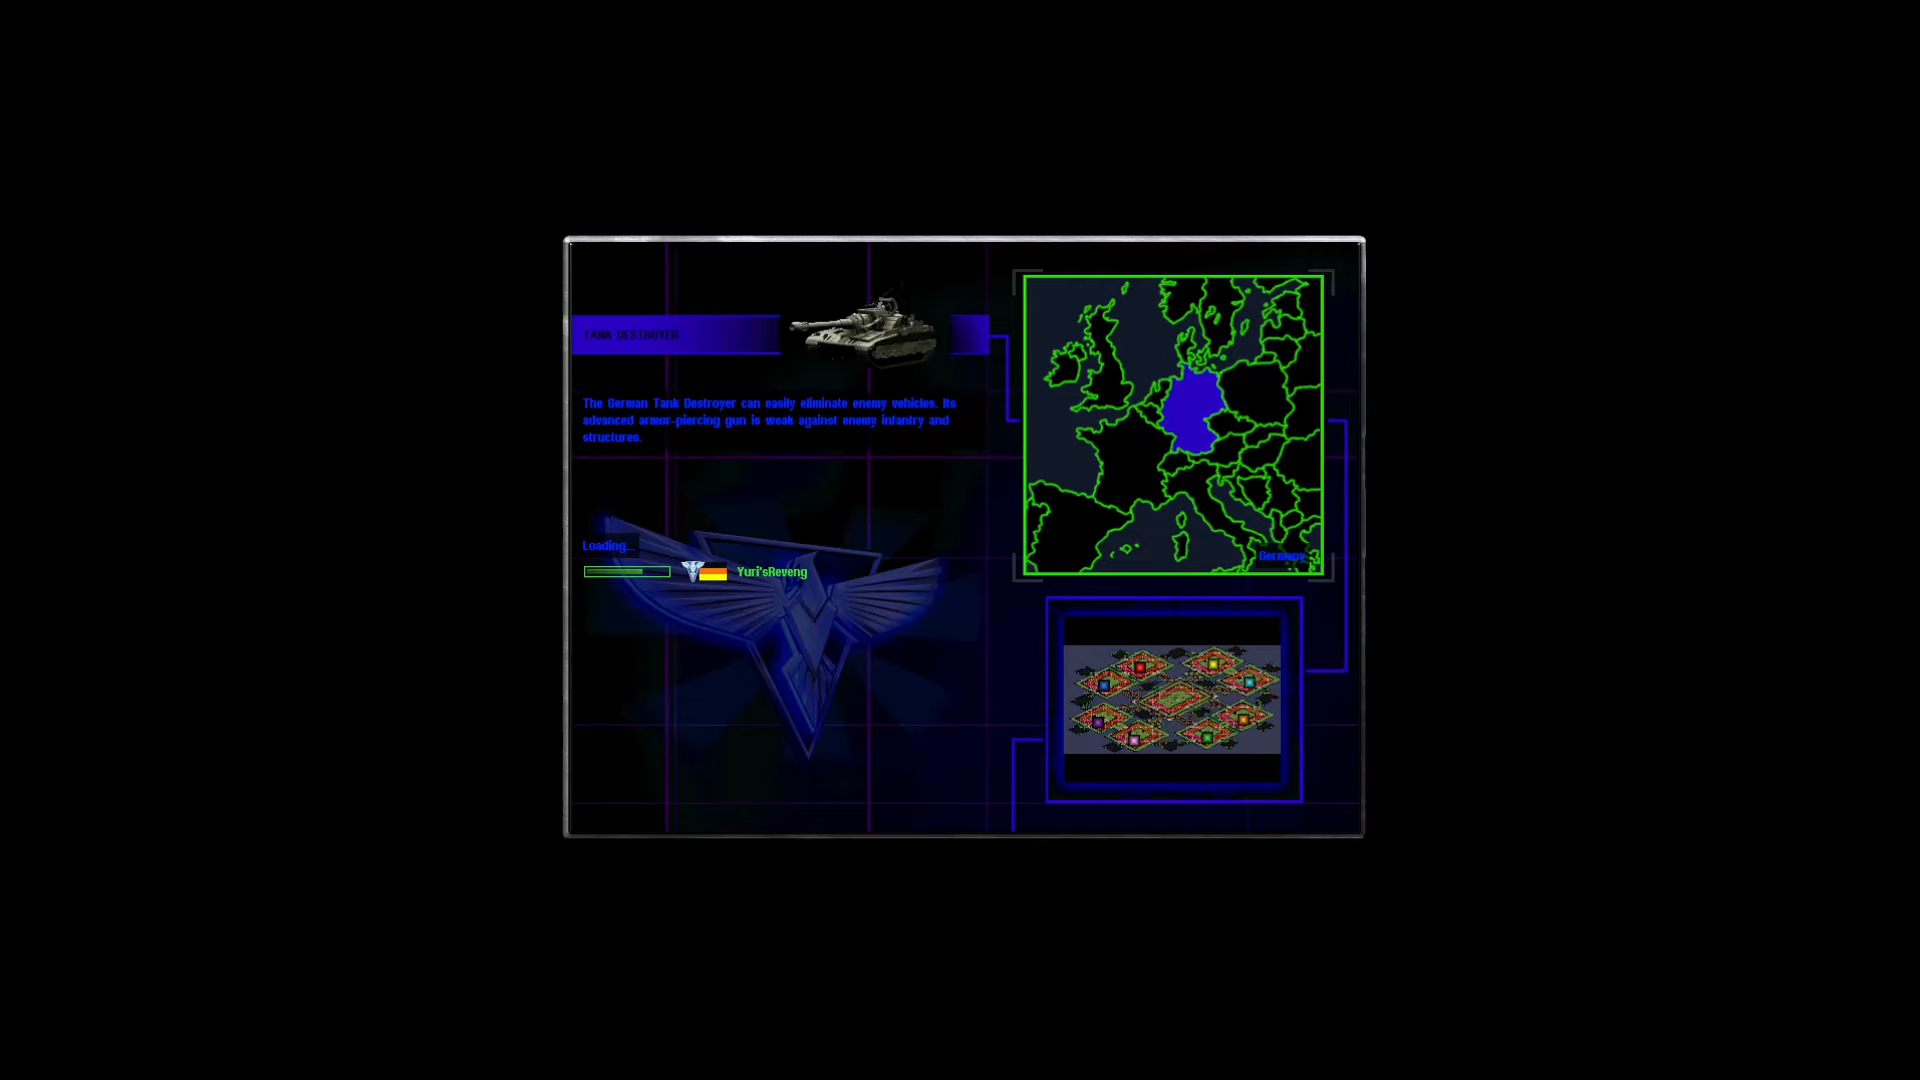 TANK DESTROYER
The German Tank Destroyer can easily eliminate enemy vehicles. Its
advanced armor-piercing gun is weak against enemy infantry and
structures.
Loading...
Yuri'sReveng
Germany